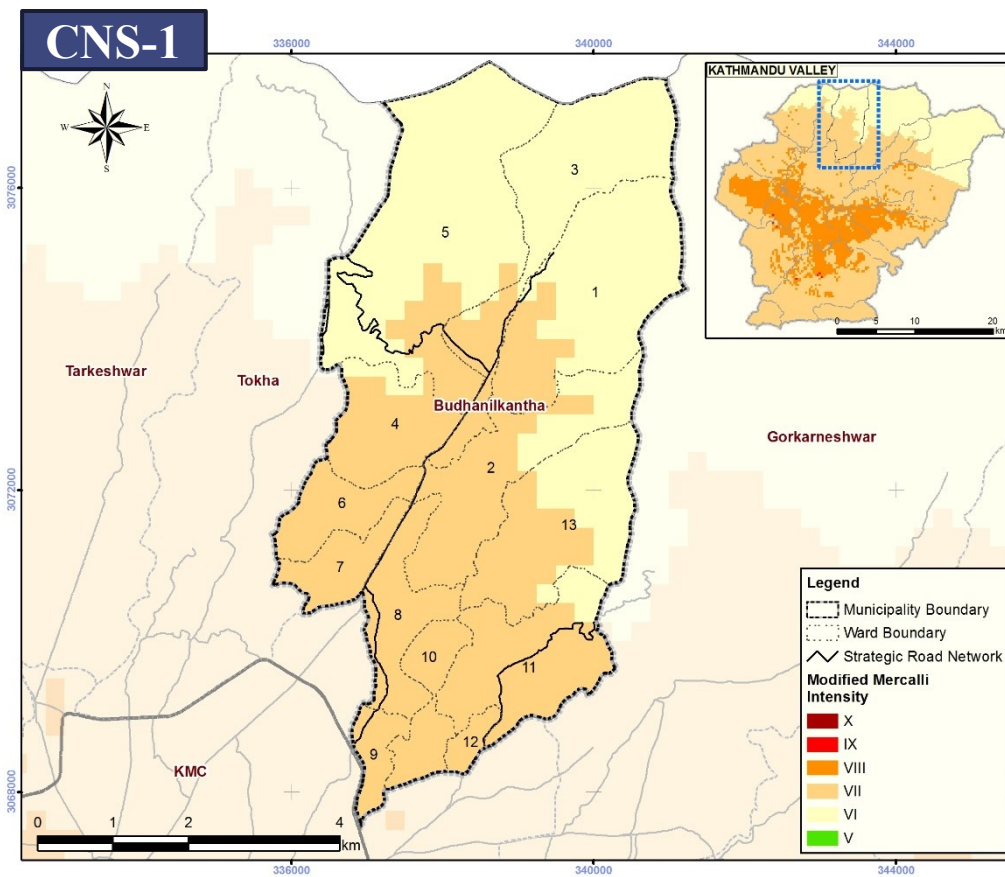 CNS-1
336000
340000
KATHMANDU VALLEY
N
W
E
S
0 5 10 20
km
3076000
3
5
1
Tarkeshwar
Tokha
Budhanilkantha
4
Gorkarneshwar
2
3072000
6
13
7
8
10
11
12
9
KMC
3068000
0 1 2 4
km
336000
340000
344000
Legend
Municipality Boundary
Ward Boundary
Strategic Road Network
Modified Mercalli
Intensity
X
IX
VIII
VII
VI
V